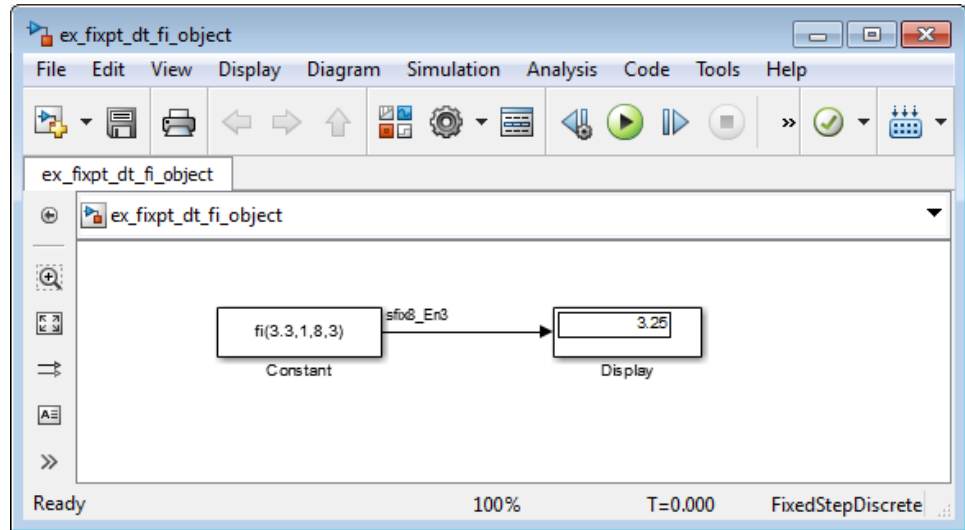 ex_fixpt_dt_fi_object
File Edit View Display Diagram Simulation Analysis Code Tools Help
»
ex_fixpt_dt_fi_object
ex_fixpt_dt_fi_object
sfix8_En3
fi(3.3,1,8,3)
3.25
Constant
Display
A
»
Ready 100% T=0.000 FixedStepDiscrete